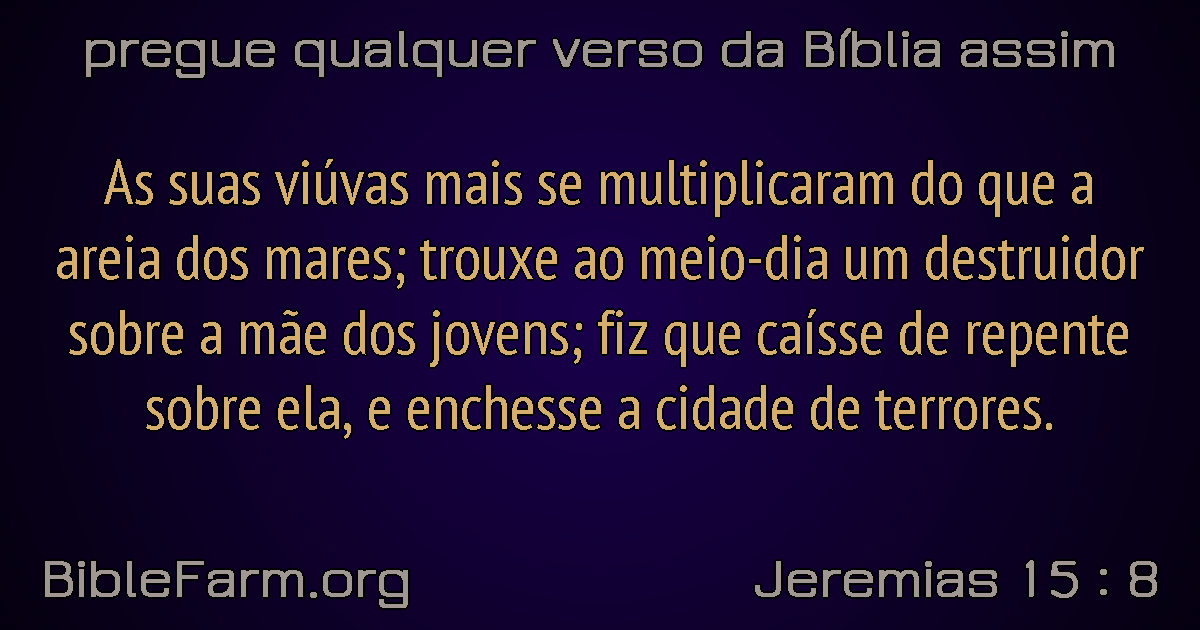 pregue qualquer verso da Bíblia assim
As suas viúvas mais se multiplicaram do que a
areia dos mares; trouxe ao meio-dia um destruidor
sobre a mãe dos jovens; fiz que caísse de repente
sobre ela, e enchesse a cidade de terrores.
BibleFarm.org
Jeremias 15 : 8